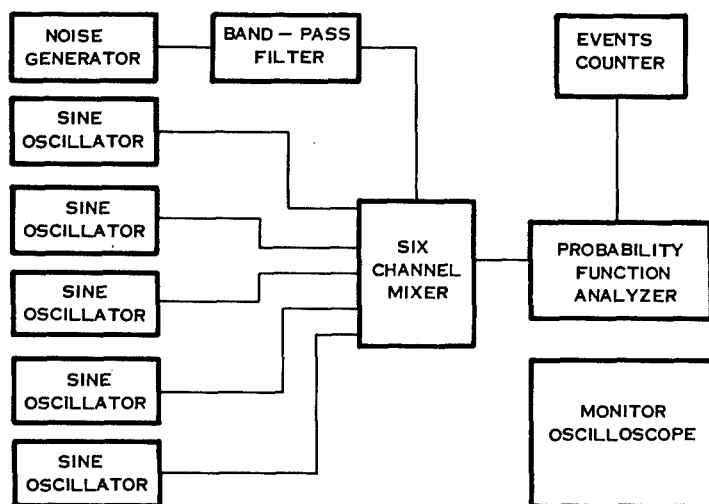 NOISE
GENERATOR
BAND - PASS
FILTER
EVENTS
COUNTER
SINE
OSCILLATOR
SINE
OSCILLATOR
SINE
OSCILLATOR
SINE
OSCILLATOR
SINE
OSCILLATOR
SIX
CHANNEL
MIXER
PROBABILITY
FUNCTION
ANALYZER
MONITOR
OSCILLOSCOPE